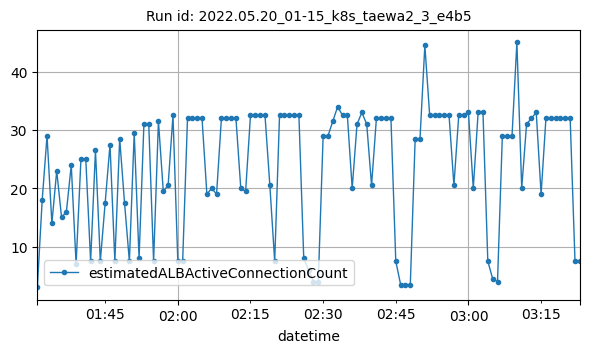 Run id: 2022.05.20_01-15_k8s_taewa2_3_e4b5
40
30
20
10
estimatedALBActiveConnectionCount
01:45 02:00 02:15 02:30 02:45 03:00 03:15
datetime